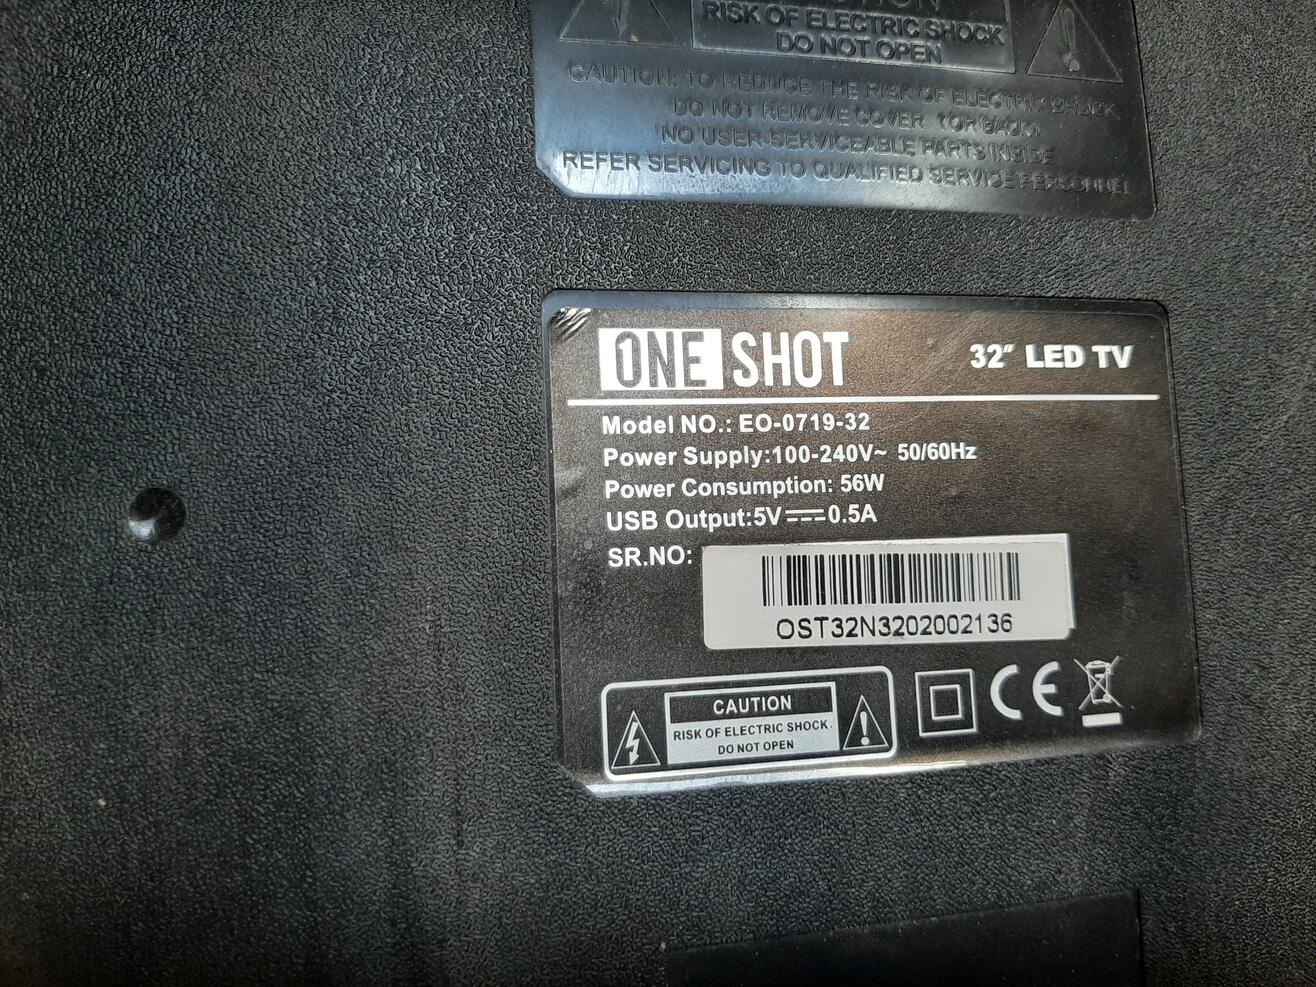 CAUTION
RISK OF ELECTRIC SHOCK
DO NOT OPEN
CAUTION: TO REDUCE THE RISK OF ELECTRIC SHOCK
DO NOT REMOVE COVER (OR BACK)
NO USER-SERVICEABLE PARTS INSIDE
REFER SERVICING TO QUALIFIED SERVICE PERSONNEL
ONE SHOT 32" LED TV
Model NO.: EO-0719-32
Power Supply:100-240V~ 50/60Hz
Power Consumption: 56W
USB Output:5V⎓0.5A
SR.NO:
OST32N3202002136
CAUTION
RISK OF ELECTRIC SHOCK.
DO NOT OPEN
CE